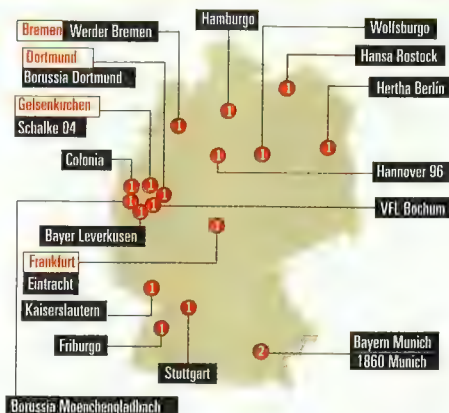 Hamburgo
Bremen Werder Bremen
Wolfsburgo
Dortmund
Borussia Dortmund
Hansa Rostock
Gelsenkirchen
Schalke 04
Hertha Berlín
1
1
1
1
1
1
1
Colonia
Hannover 96
1
1
1
1
1
1
VFL Bochum
Bayer Leverkusen
1
Frankfurt
Eintracht
Kaiserslautern
1
1
Friburgo
1
Stuttgart
2
Bayern Munich
1860 Munich
Borussia Moenchengladbach